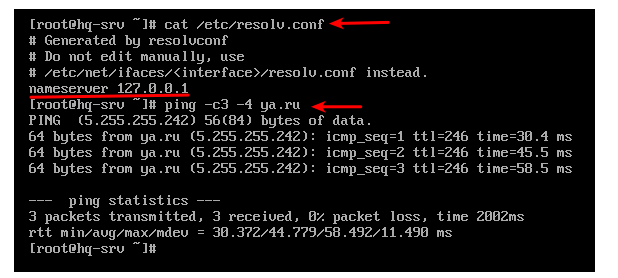 [root@hq-srv ~]# cat /etc/resolv.conf
# Generated by resolvconf
# Do not edit manually, use
# /etc/net/ifaces/<interface>/resolv.conf instead.
nameserver 127.0.0.1
[root@hq-srv ~]# ping -c3 -4 ya.ru
PING  (5.255.255.242) 56(84) bytes of data.
64 bytes from ya.ru (5.255.255.242): icmp_seq=1 ttl=246 time=30.4 ms
64 bytes from ya.ru (5.255.255.242): icmp_seq=2 ttl=246 time=45.5 ms
64 bytes from ya.ru (5.255.255.242): icmp_seq=3 ttl=246 time=58.5 ms
---  ping statistics ---
3 packets transmitted, 3 received, 0% packet loss, time 2002ms
rtt min/avg/max/mdev = 30.372/44.779/58.492/11.490 ms
[root@hq-srv ~]#